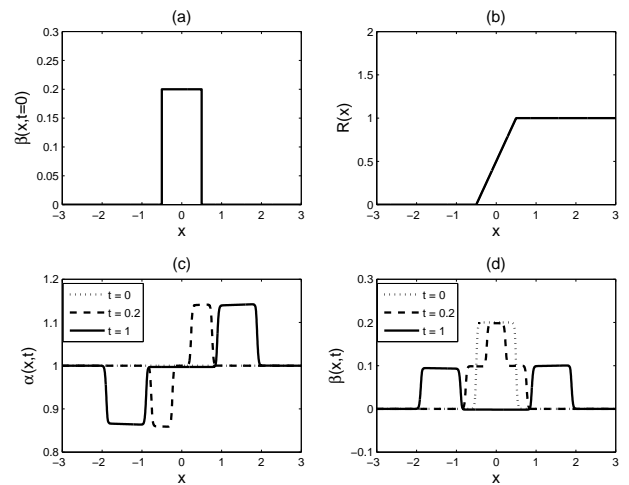 (a)
0.3
0.25
0.2
0.15
0.1
0.05
0
β(x,t=0)
−3 −2 −1 0 1 2 3
x
(b)
2
1.5
1
0.5
0
R(x)
−3 −2 −1 0 1 2 3
x
(c)
1.2
1.1
1
0.9
0.8
α(x,t)
t = 0
t = 0.2
t = 1
−3 −2 −1 0 1 2 3
x
(d)
0.3
0.2
0.1
0
−0.1
β(x,t)
t = 0
t = 0.2
t = 1
−3 −2 −1 0 1 2 3
x